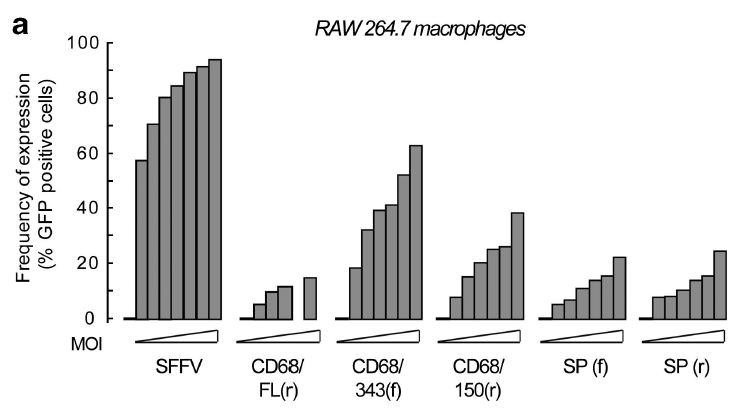 a
RAW 264.7 macrophages
Frequency of expression
(% GFP positive cells)
100
80
60
40
20
0
MOI
SFFV
CD68/
FL(r)
CD68/
343(f)
CD68/
150(r)
SP (f)
SP (r)